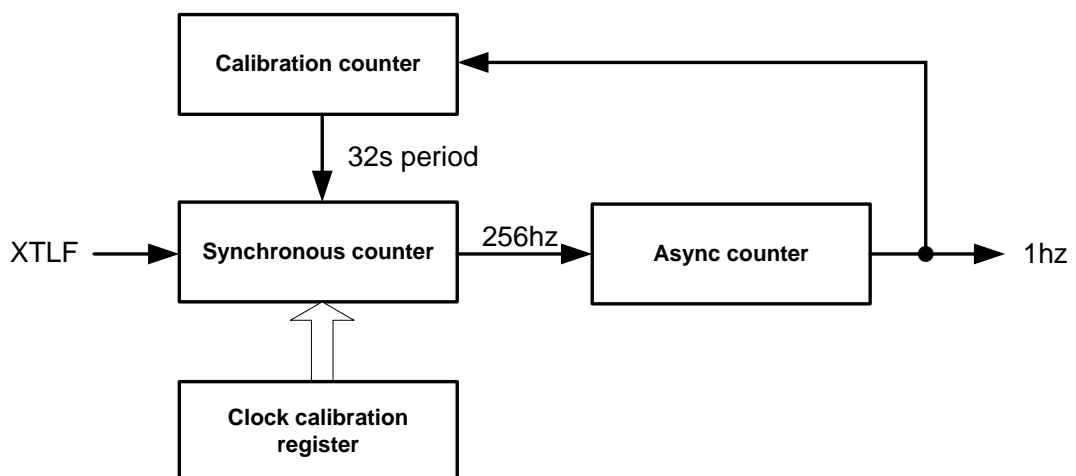 Calibration counter
32s period
XTLF
Synchronous counter
256hz
Async counter
1hz
Clock calibration
register